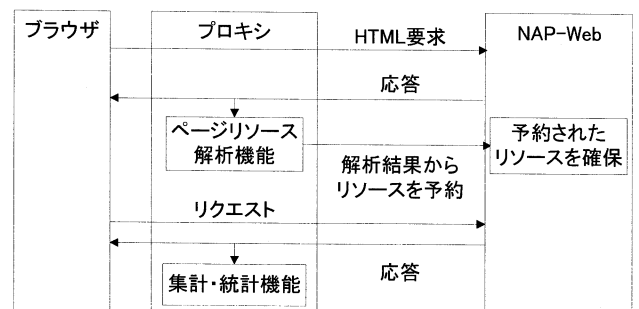 ブラウザ
プロキシ
NAP-Web
HTML要求
応答
ページリソース
解析機能
予約された
リソースを確保
解析結果から
リソースを予約
リクエスト
応答
集計・統計機能